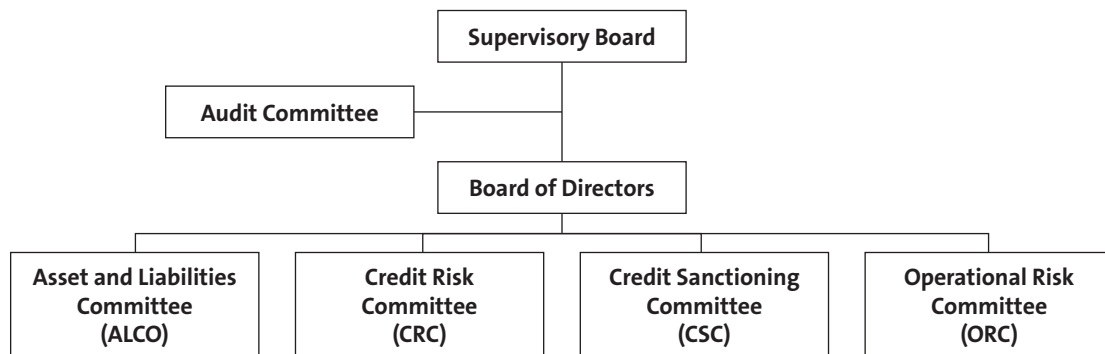 Supervisory Board
Audit Committee
Board of Directors
Asset and Liabilities
Committee
(ALCO)
Credit Risk
Committee
(CRC)
Credit Sanctioning
Committee
(CSC)
Operational Risk
Committee
(ORC)